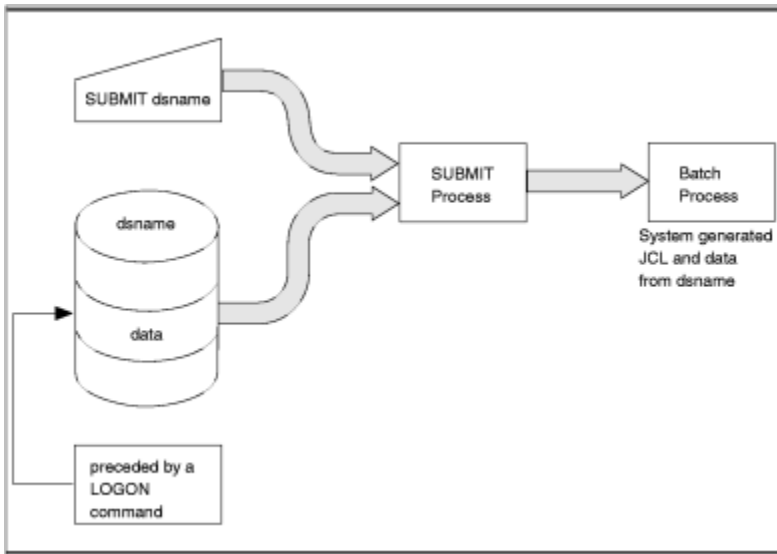 SUBMIT dsname
SUBMIT
Process
Batch
Process
System generated
JCL and data
from dsname
dsname
data
preceded by a
LOGON
command